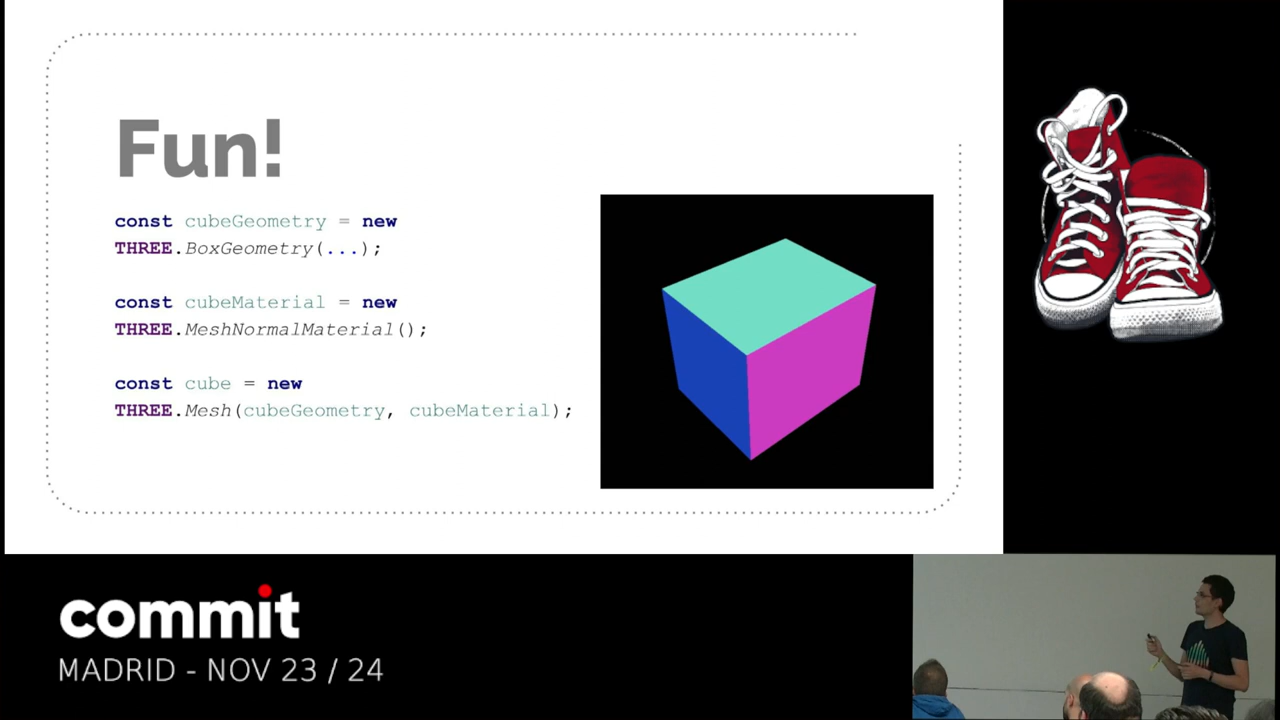 Fun!
const cubeGeometry = new
THREE.BoxGeometry(...);
const cubeMaterial = new
THREE.MeshNormalMaterial();
const cube = new
THREE.Mesh(cubeGeometry, cubeMaterial);
commit
MADRID - NOV 23 / 24